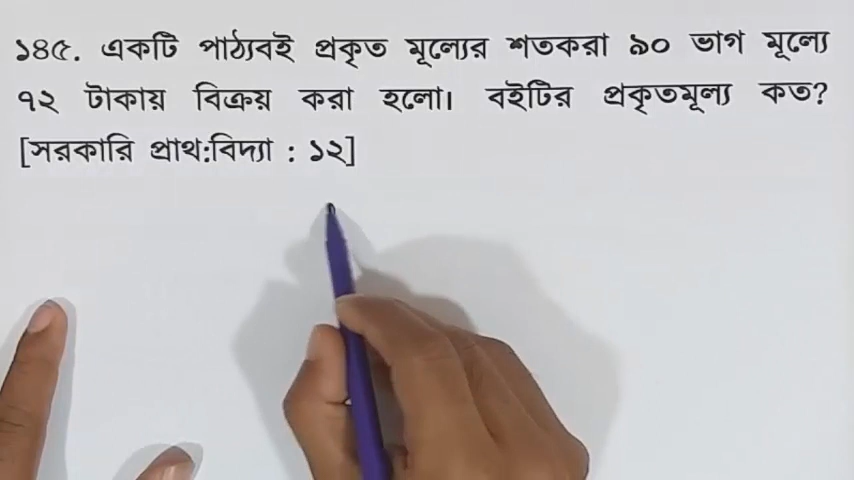 ১৪৫. একটি পাঠ্যবই প্রকৃত মূল্যের শতকরা ৯০ ভাগ মূল্যে
৭২ টাকায় বিক্রয় করা হলো। বইটির প্রকৃতমূল্য কত?
[সরকারি প্রাথ:বিদ্যা : ১২]